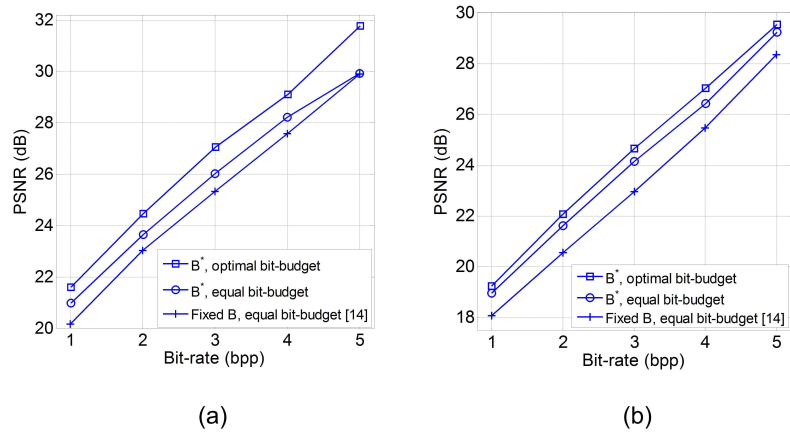 32
30
28
26
24
22
20
PSNR (dB)
B*, optimal bit-budget
B*, equal bit-budget
Fixed B, equal bit-budget [14]
1 2 3 4 5
Bit-rate (bpp)
(a)
30
28
26
24
22
20
18
PSNR (dB)
B*, optimal bit-budget
B*, equal bit-budget
Fixed B, equal bit-budget [14]
1 2 3 4 5
Bit-rate (bpp)
(b)